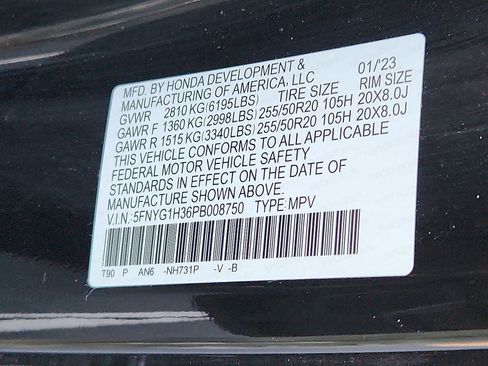 MFD. BY HONDA DEVELOPMENT &
MANUFACTURING OF AMERICA, LLC 01/'23
GVWR 2810 KG(6195LBS) TIRE SIZE RIM SIZE
GAWR F 1360 KG(2998LBS) 255/50R20 105H 20X8.0J
GAWR R 1515 KG(3340LBS) 255/50R20 105H 20X8.0J
THIS VEHICLE CONFORMS TO ALL APPLICABLE
FEDERAL MOTOR VEHICLE SAFETY
STANDARDS IN EFFECT ON THE DATE OF
MANUFACTURE SHOWN ABOVE.
V.I.N.:5FNYG1H36PB008750 TYPE:MPV
T90 P AN6 -NH731P -V -B